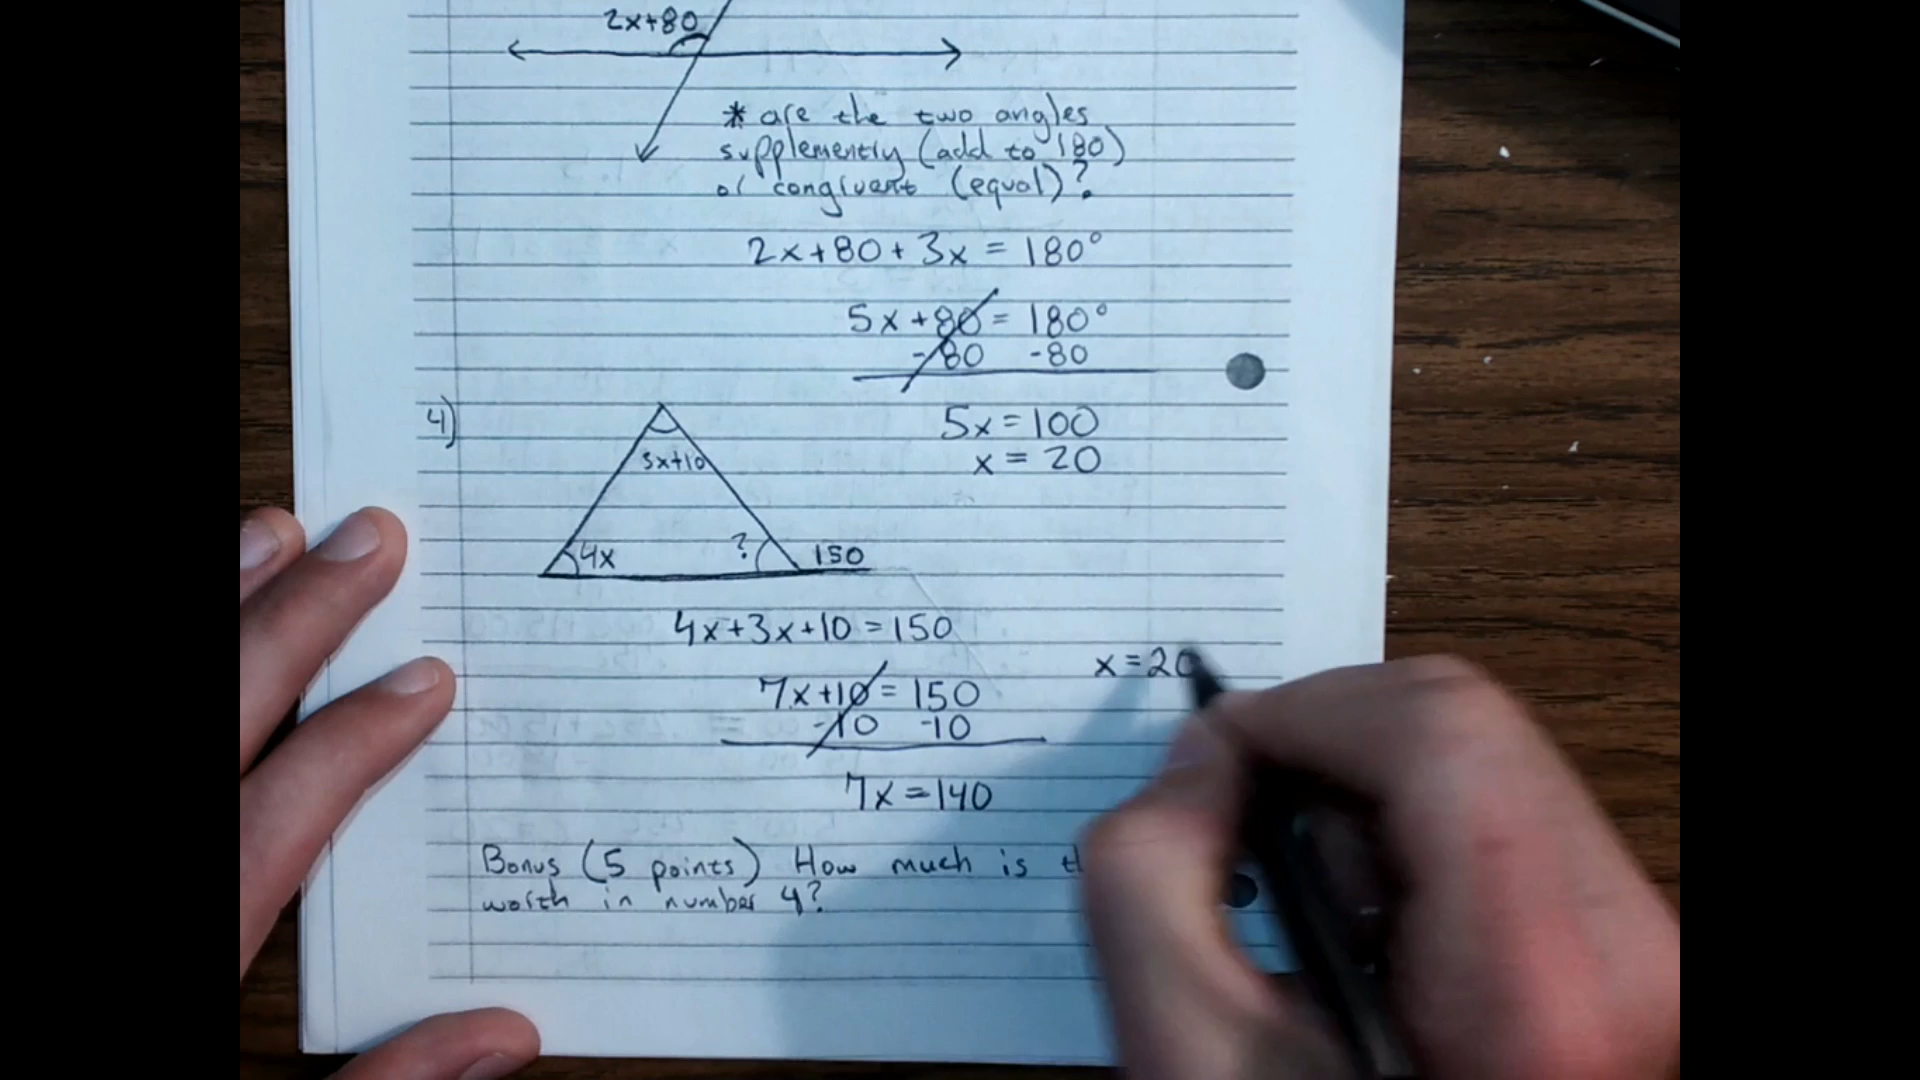 2x+80
* are the two angles
supplementry (add to 180)
or congruent (equal)?
2x+80+3x = 180°
5x+80 = 180°
-80 -80
4)
5x=100
x = 20
3x+10
4x
?
150
4x+3x+10=150
x=20
7x+10=150
-10 -10
7x=140
Bonus (5 points) How much is
worth in number 4?